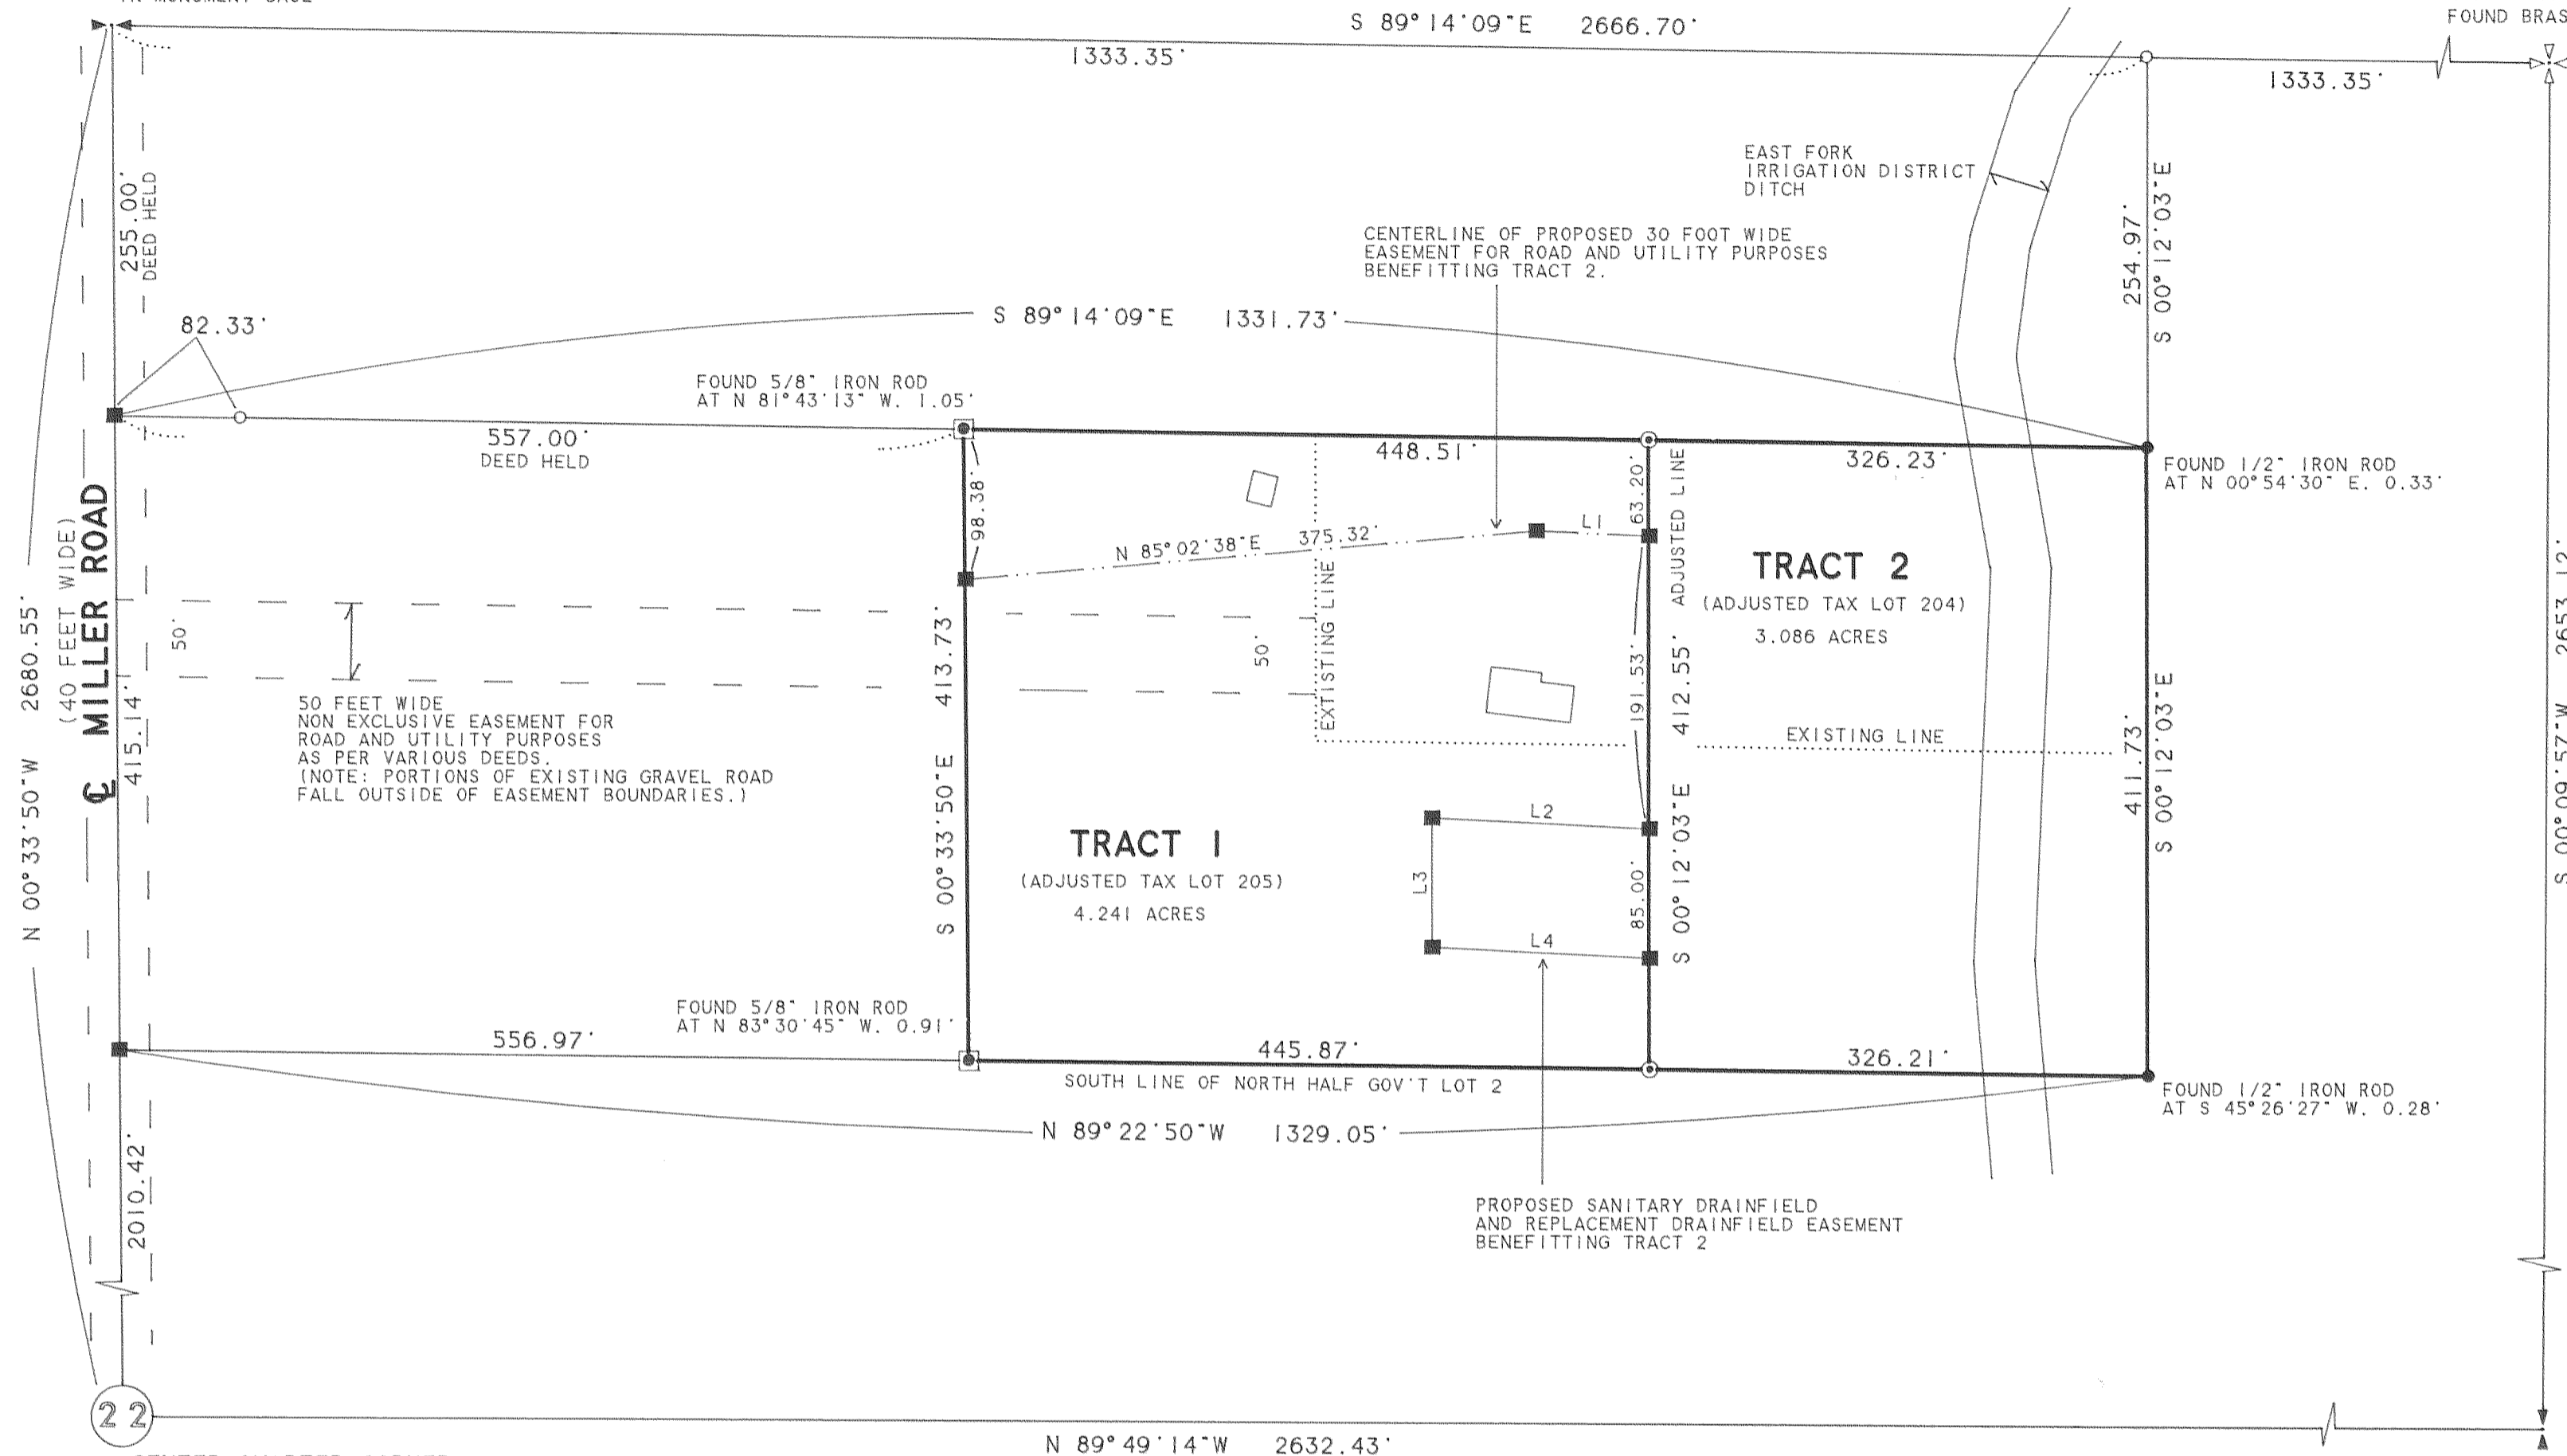 S 89°14'09"E 2666.70'
FOUND BRAS
1333.35'
1333.35'
255.00'
DEED HELD
EAST FORK
IRRIGATION DISTRICT
DITCH
254.97'
S 00°12'03"E
CENTERLINE OF PROPOSED 30 FOOT WIDE
EASEMENT FOR ROAD AND UTILITY PURPOSES
BENEFITTING TRACT 2.
82.33'
S 89°14'09"E 1331.73'
FOUND 5/8" IRON ROD
AT N 81°43'13" W. 1.05'
557.00'
DEED HELD
448.51'
326.23'
FOUND 1/2" IRON ROD
AT N 00°54'30" E. 0.33'
98.38'
63.20'
ADJUSTED LINE
L1
N 85°02'38"E 375.32'
TRACT 2
(ADJUSTED TAX LOT 204)
3.086 ACRES
N 00°33'50"W 2680.55'
(40 FEET WIDE)
℄ MILLER ROAD
415.14'
50'
50'
EXTISTING LINE
191.53'
412.55'
S 00°12'03"E
50 FEET WIDE
NON EXCLUSIVE EASEMENT FOR
ROAD AND UTILITY PURPOSES
AS PER VARIOUS DEEDS.
(NOTE: PORTIONS OF EXISTING GRAVEL ROAD
FALL OUTSIDE OF EASEMENT BOUNDARIES.)
S 00°33'50"E 413.73'
EXISTING LINE
411.73'
S 00°12'03"E
S 00°09'57"W 2653.12'
TRACT 1
(ADJUSTED TAX LOT 205)
4.241 ACRES
L2
L3
L4
85.00'
FOUND 5/8" IRON ROD
AT N 83°30'45" W. 0.91'
556.97'
445.87'
326.21'
SOUTH LINE OF NORTH HALF GOV'T LOT 2
FOUND 1/2" IRON ROD
AT S 45°26'27" W. 0.28'
N 89°22'50"W 1329.05'
2010.42'
PROPOSED SANITARY DRAINFIELD
AND REPLACEMENT DRAINFIELD EASEMENT
BENEFITTING TRACT 2
22
N 89°49'14"W 2632.43'